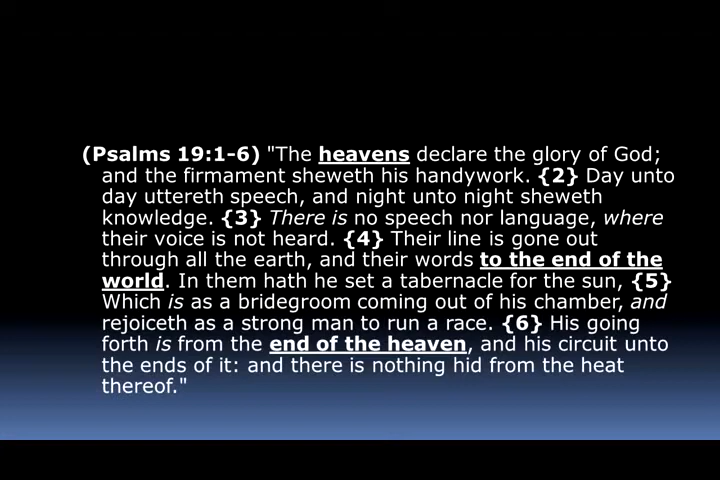 (Psalms 19:1-6) "The heavens declare the glory of God;
and the firmament sheweth his handywork. {2} Day unto
day uttereth speech, and night unto night sheweth
knowledge. {3} There is no speech nor language, where
their voice is not heard. {4} Their line is gone out
through all the earth, and their words to the end of the
world. In them hath he set a tabernacle for the sun, {5}
Which is as a bridegroom coming out of his chamber, and
rejoiceth as a strong man to run a race. {6} His going
forth is from the end of the heaven, and his circuit unto
the ends of it: and there is nothing hid from the heat
thereof."